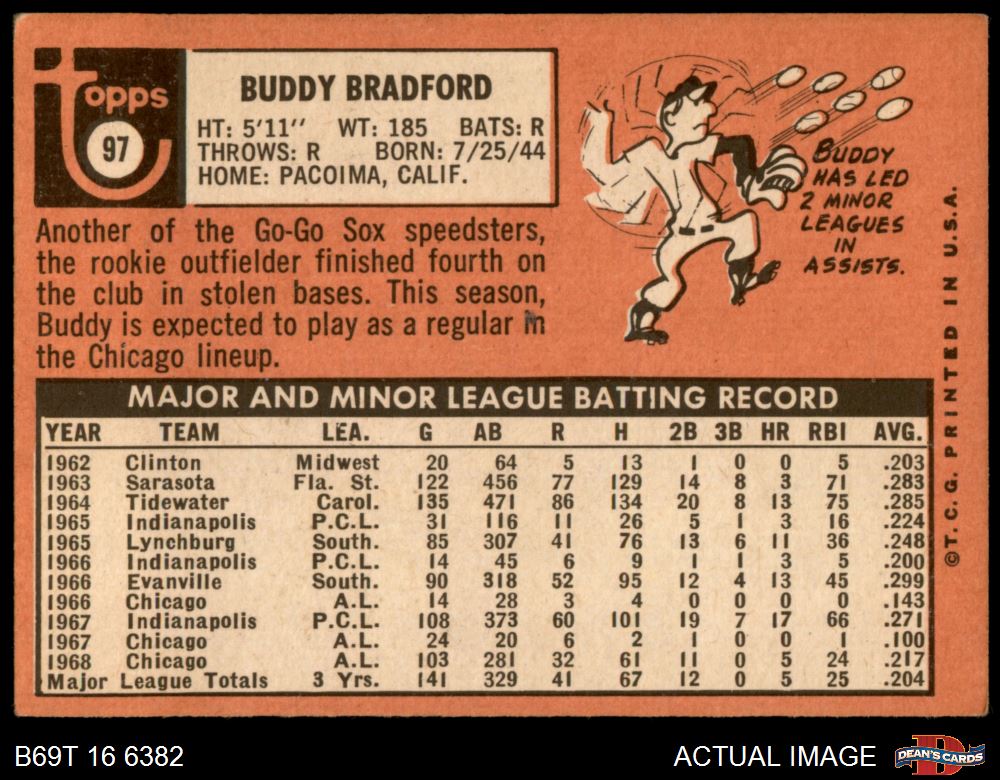 Topps
97
BUDDY BRADFORD
HT: 5'11" WT: 185 BATS: R
THROWS: R BORN: 7/25/44
HOME: PACOIMA, CALIF.
BUDDY
HAS LED
2 MINOR
LEAGUES
IN
ASSISTS.
Another of the Go-Go Sox speedsters,
the rookie outfielder finished fourth on
the club in stolen bases. This season,
Buddy is expected to play as a regular in
the Chicago lineup.
MAJOR AND MINOR LEAGUE BATTING RECORD
YEAR TEAM LEA. G AB R H 2B 3B HR RBI AVG.
1962 Clinton Midwest 20 64 5 13 1 0 0 5 .203
1963 Sarasota Fla. St. 122 456 77 129 14 8 3 71 .283
1964 Tidewater Carol. 135 471 86 134 20 8 13 75 .285
1965 Indianapolis P.C.L. 31 116 11 26 5 1 3 16 .224
1965 Lynchburg South. 85 307 41 76 13 6 11 36 .248
1966 Indianapolis P.C.L. 14 45 6 9 1 1 3 5 .200
1966 Evanville South. 90 318 52 95 12 4 13 45 .299
1966 Chicago A.L. 14 28 3 4 0 0 0 0 .143
1967 Indianapolis P.C.L. 108 373 60 101 19 7 17 66 .271
1967 Chicago A.L. 24 20 6 2 1 0 0 1 .100
1968 Chicago A.L. 103 281 32 61 11 0 5 24 .217
Major League Totals 3 Yrs. 141 329 41 67 12 0 5 25 .204
©T.C.G. PRINTED IN U.S.A.
B69T 16 6382
ACTUAL IMAGE
D
DEAN'S CARDS